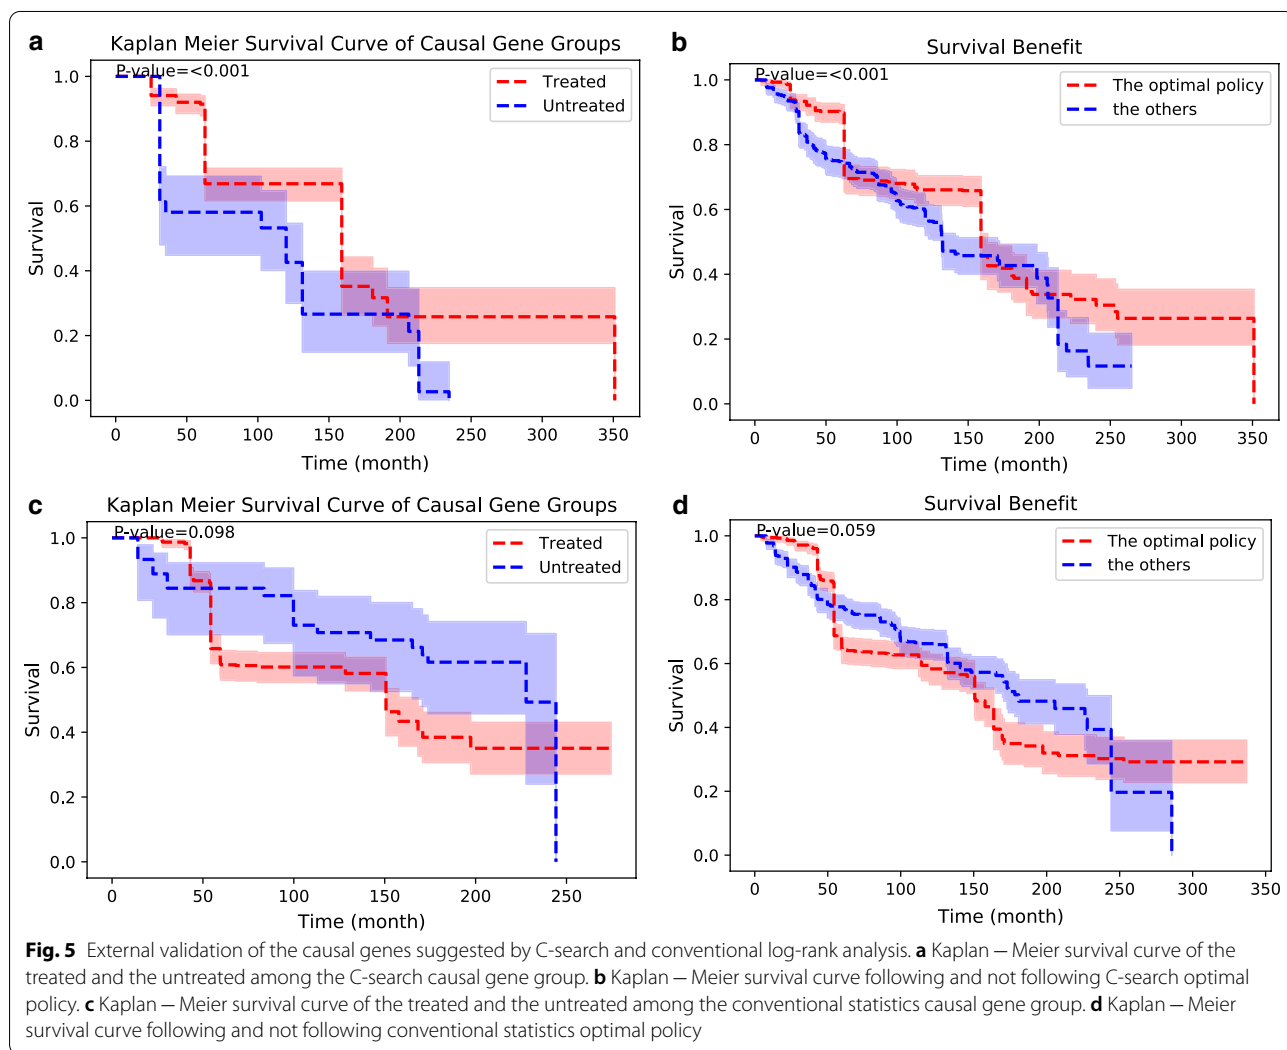 a
Kaplan Meier Survival Curve of Causal Gene Groups
P-value=<0.001
Treated
Untreated
1.0
0.8
0.6
0.4
0.2
0.0
Survival
0 50 100 150 200 250 300 350
Time (month)
b
Survival Benefit
P-value=<0.001
The optimal policy
the others
1.0
0.8
0.6
0.4
0.2
0.0
Survival
0 50 100 150 200 250 300 350
Time (month)
c
Kaplan Meier Survival Curve of Causal Gene Groups
P-value=0.098
Treated
Untreated
1.0
0.8
0.6
0.4
0.2
0.0
Survival
0 50 100 150 200 250
Time (month)
d
Survival Benefit
P-value=0.059
The optimal policy
the others
1.0
0.8
0.6
0.4
0.2
0.0
Survival
0 50 100 150 200 250 300 350
Time (month)
Fig. 5 External validation of the causal genes suggested by C-search and conventional log-rank analysis. a Kaplan — Meier survival curve of the
treated and the untreated among the C-search causal gene group. b Kaplan — Meier survival curve following and not following C-search optimal
policy. c Kaplan — Meier survival curve of the treated and the untreated among the conventional statistics causal gene group. d Kaplan — Meier
survival curve following and not following conventional statistics optimal policy